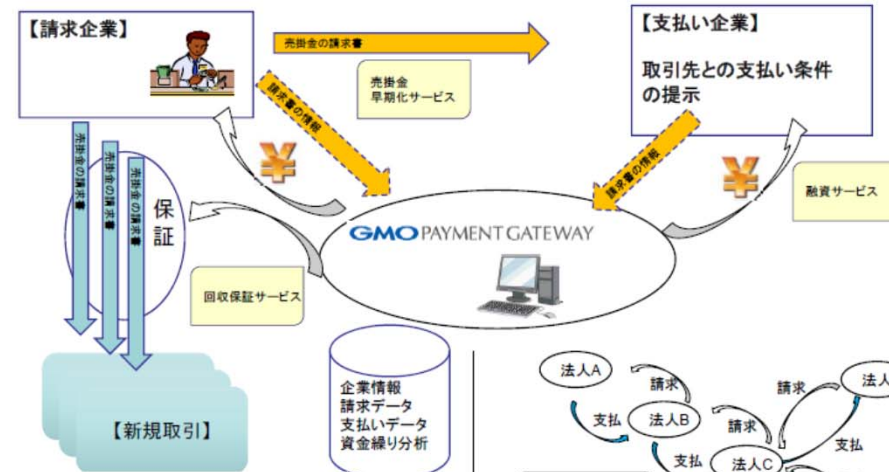 【請求企業】
売掛金の請求書
【支払い企業】
取引先との支払い条件
の提示
売掛金
早期化サービス
請求書の情報
請求書の情報
売掛金の請求書
売掛金の請求書
売掛金の請求書
保
証
¥
¥
融資サービス
GMO PAYMENT GATEWAY
回収保証サービス
【新規取引】
企業情報
請求データ
支払いデータ
資金繰り分析
法人A
請求
支払
法人B
請求
支払
法人C
請求
支払
法人